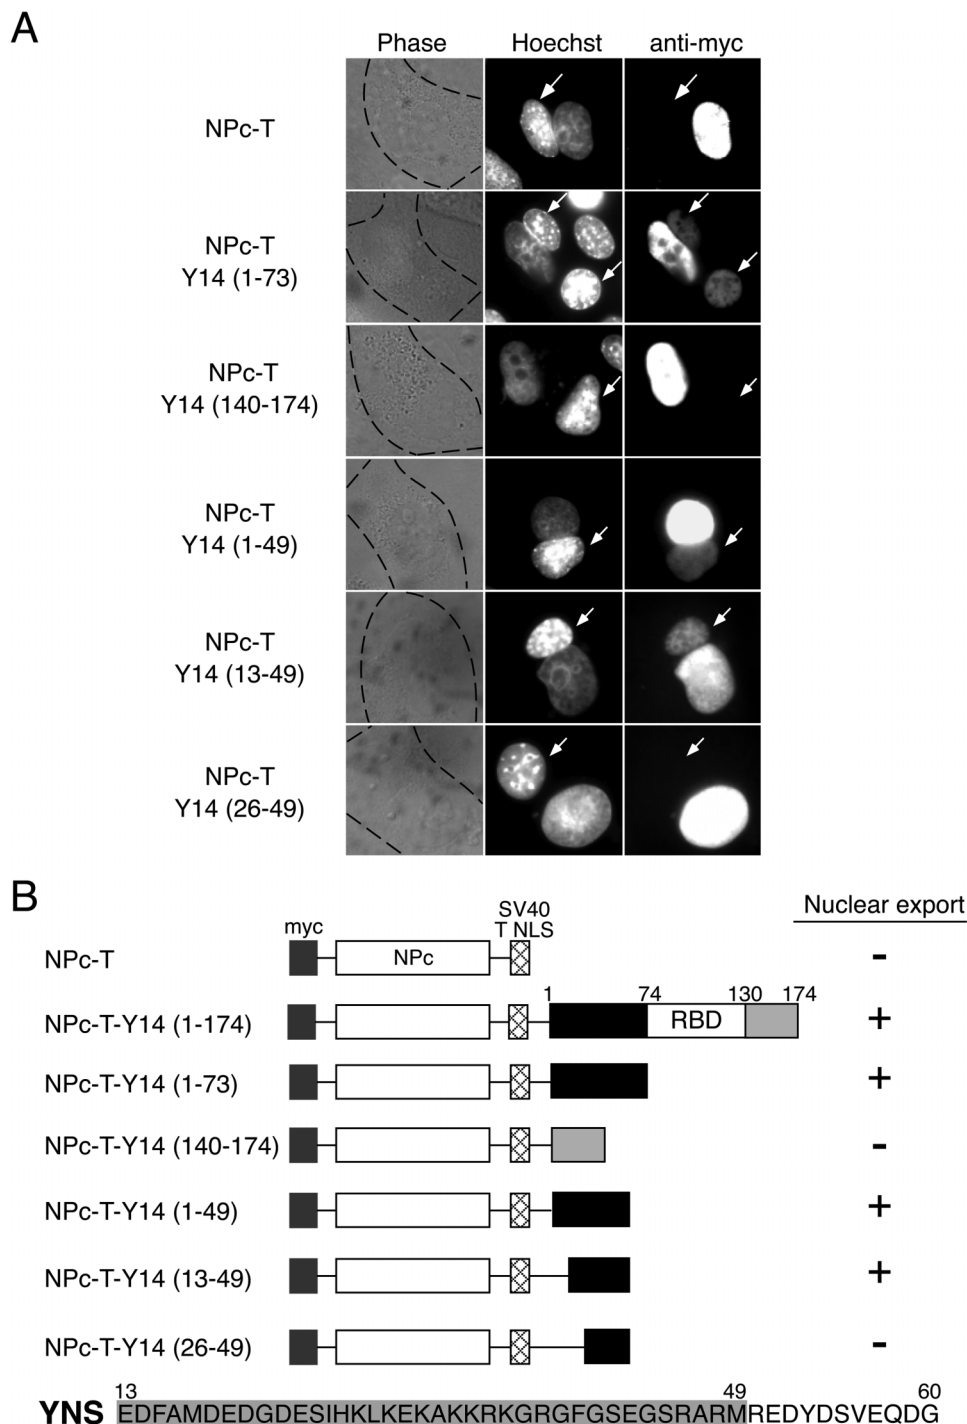 A
Phase Hoechst anti-myc
NPc-T
NPc-T
Y14 (1-73)
NPc-T
Y14 (140-174)
NPc-T
Y14 (1-49)
NPc-T
Y14 (13-49)
NPc-T
Y14 (26-49)
B
Nuclear export
SV40
myc T NLS
NPc-T NPc -
1 74 130 174
NPc-T-Y14 (1-174) RBD +
NPc-T-Y14 (1-73) +
NPc-T-Y14 (140-174) -
NPc-T-Y14 (1-49) +
NPc-T-Y14 (13-49) +
NPc-T-Y14 (26-49) -
13 49 60
YNS EDFAMDEDGDESIHKLKEKAKKRKGRGFGSEGSRARMREDYDSVEQDG